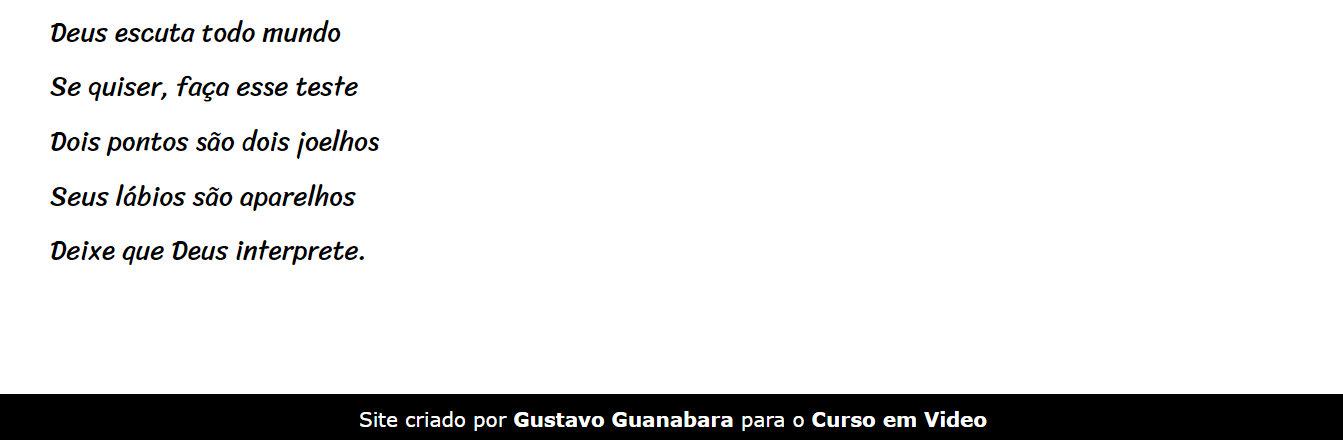 Deus escuta todo mundo
Se quiser, faça esse teste
Dois pontos são dois joelhos
Seus lábios são aparelhos
Deixe que Deus interprete.
Site criado por Gustavo Guanabara para o Curso em Video